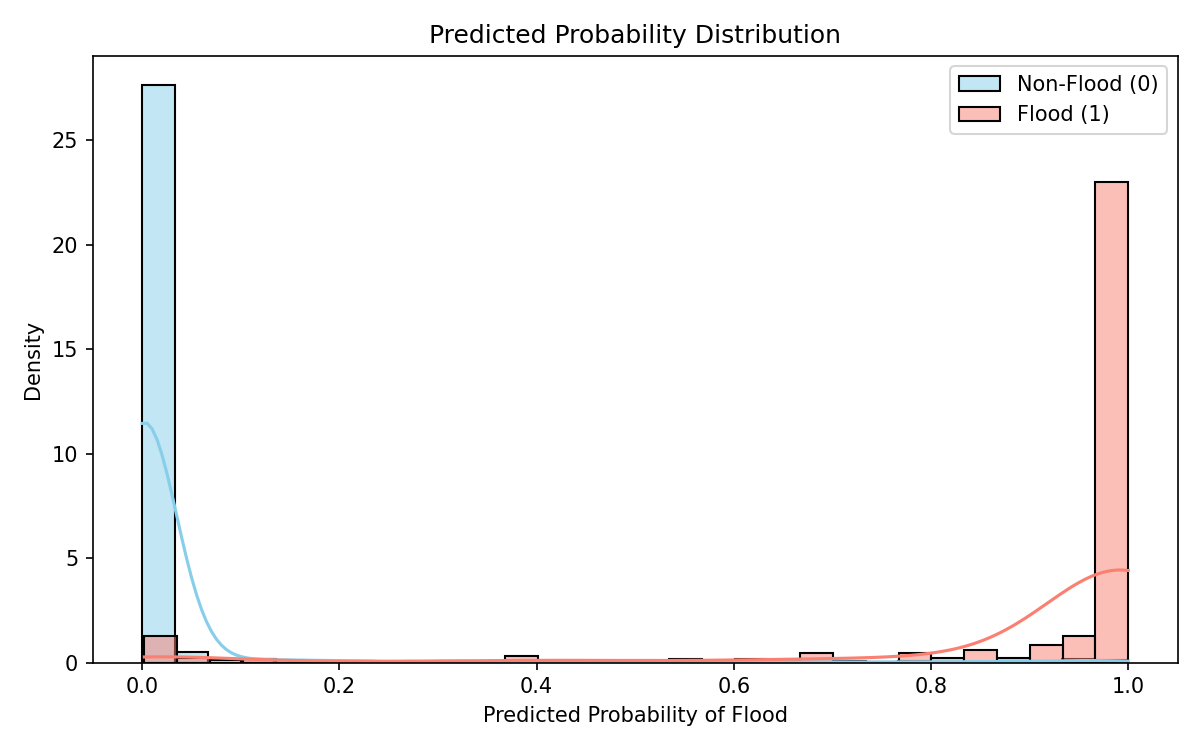 Predicted Probability Distribution
Non-Flood (0)
Flood (1)
Density
25
20
15
10
5
0
0.0 0.2 0.4 0.6 0.8 1.0
Predicted Probability of Flood